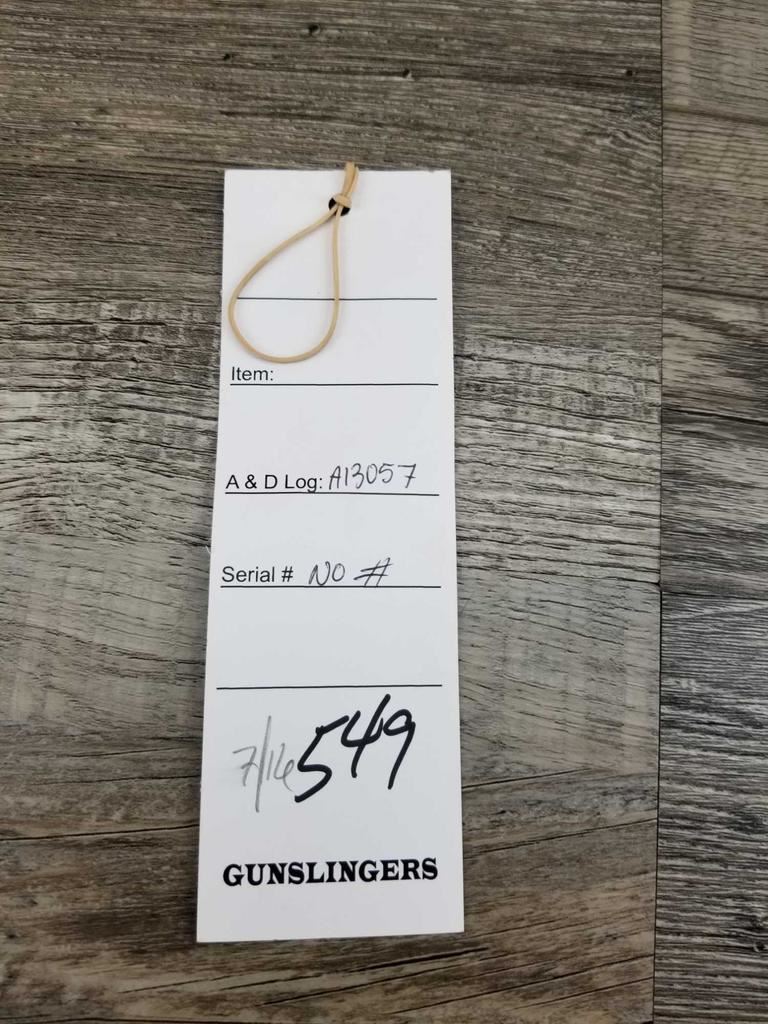 Item:
A & D Log: A13057
Serial # NO #
7/16 549
GUNSLINGERS